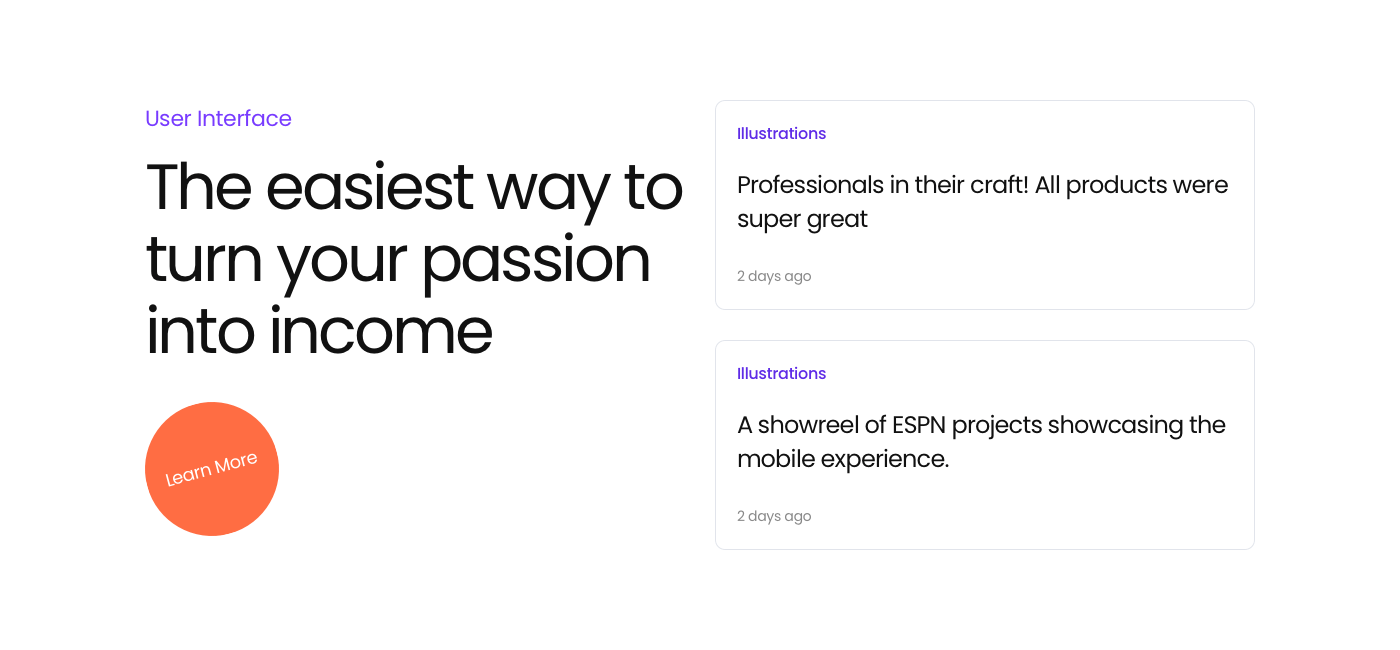 User Interface
The easiest way to
turn your passion
into income
Learn More
Illustrations
Professionals in their craft! All products were
super great
2 days ago
Illustrations
A showreel of ESPN projects showcasing the
mobile experience.
2 days ago